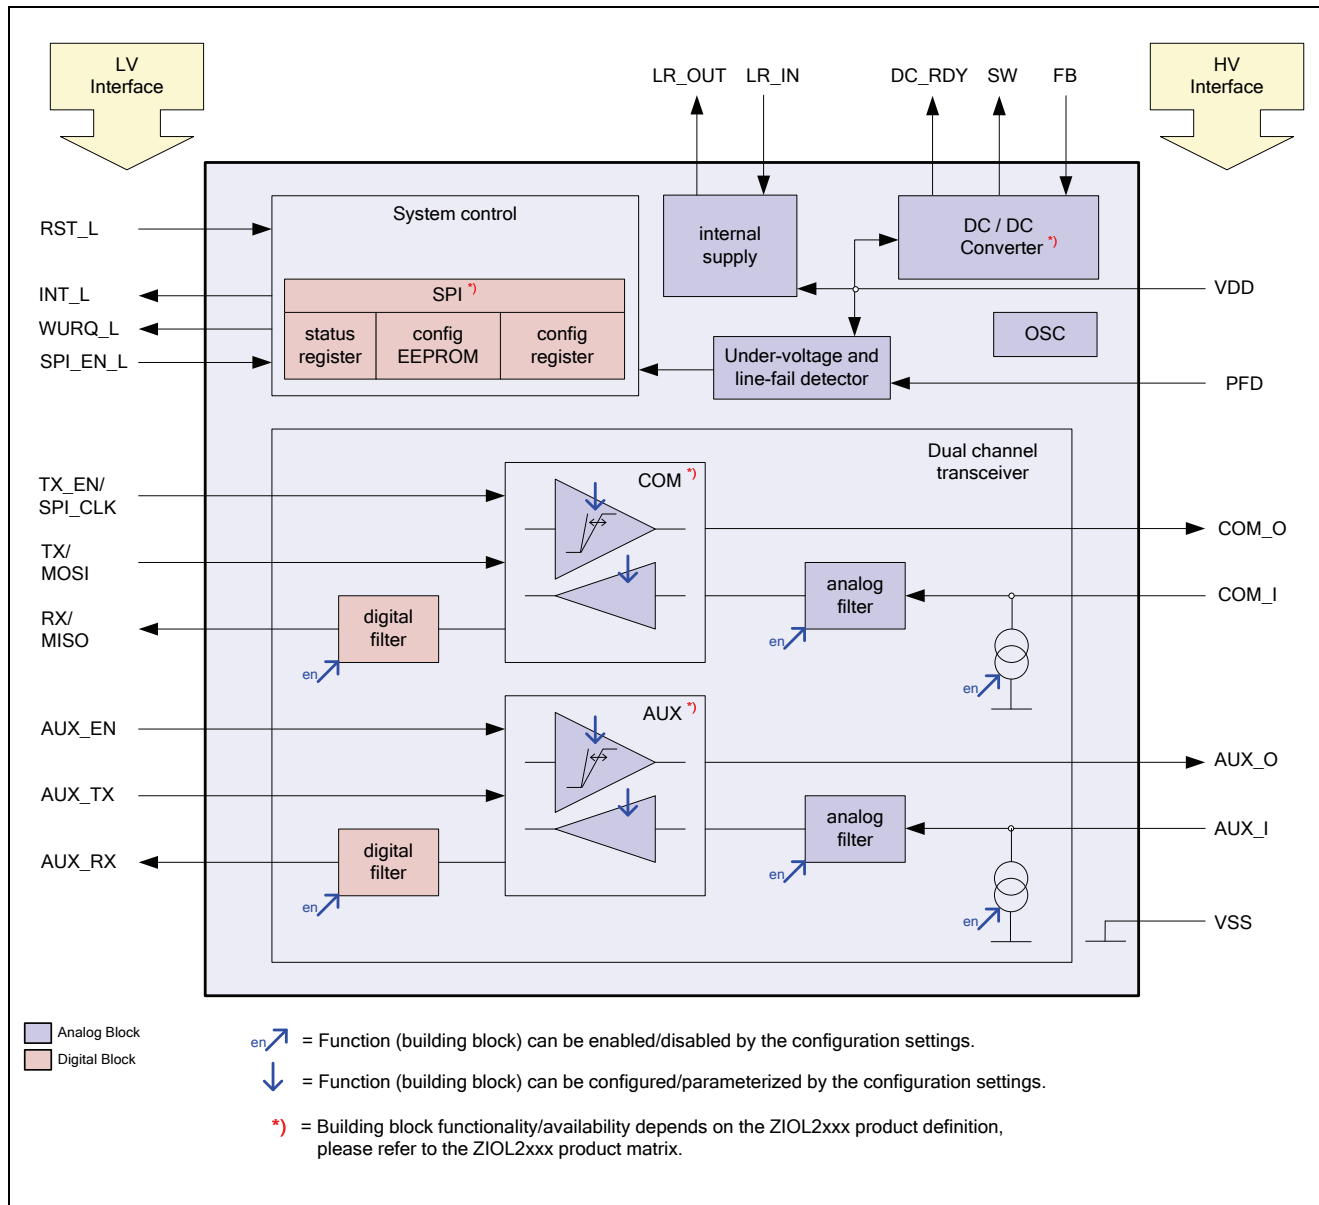 LV
Interface
HV
Interface
LR_OUT
LR_IN
DC_RDY
SW
FB
RST_L
INT_L
WURQ_L
SPI_EN_L
System control
SPI *)
status
register
config
EEPROM
config
register
internal
supply
DC / DC
Converter *)
VDD
OSC
Under-voltage and
line-fail detector
PFD
Dual channel
transceiver
TX_EN/
SPI_CLK
TX/
MOSI
RX/
MISO
COM *)
digital
filter
en
analog
filter
en
en
COM_O
COM_I
AUX_EN
AUX_TX
AUX_RX
AUX *)
digital
filter
en
analog
filter
en
en
AUX_O
AUX_I
VSS
Analog Block
Digital Block
en = Function (building block) can be enabled/disabled by the configuration settings.
= Function (building block) can be configured/parameterized by the configuration settings.
*) = Building block functionality/availability depends on the ZIOL2xxx product definition,
please refer to the ZIOL2xxx product matrix.